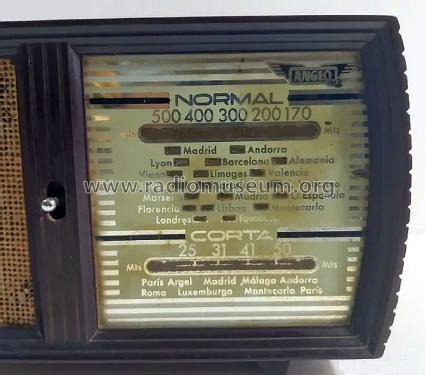 ANGLO
NORMAL
500 400 300 200 170
Mts
Madrid Andorra
Lyon Barcelona Alemania
Viena Limoges Valencia
www.radiomuseum.org
Marsel Madrid O.Española
Florencia Lisboa Montecarlo
Londres Toulouse
CORTA
25 31 41 50
Mts Mts
Paris Argel Madrid Málaga Andorra
Roma Luxemburgo Montecarlo Paris